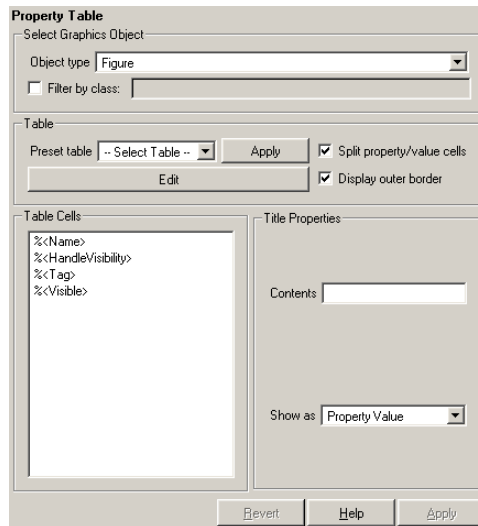 Property Table
Select Graphics Object
Object type Figure
Filter by class:
Table
Preset table -- Select Table -- Apply Split property/value cells
Edit Display outer border
Table Cells
%<Name>
%<HandleVisibility>
%<Tag>
%<Visible>
Title Properties
Contents
Show as Property Value
Revert Help Apply